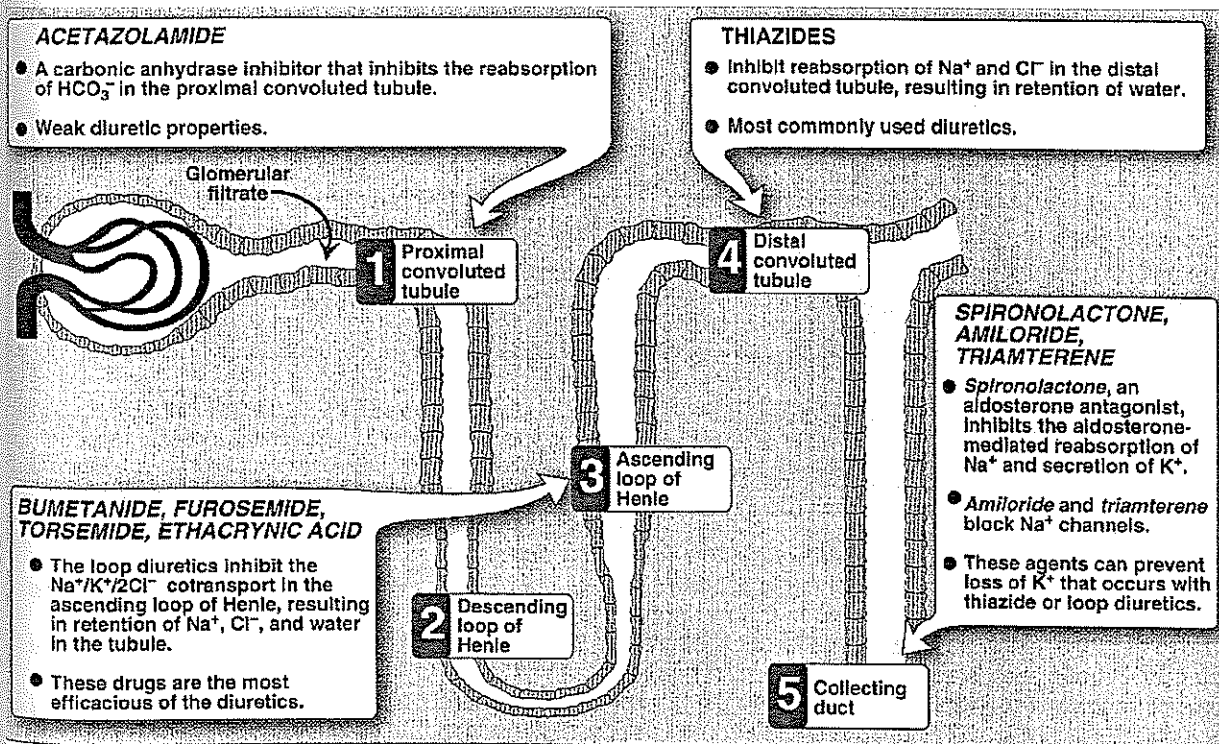 ACETAZOLAMIDE
● A carbonic anhydrase inhibitor that inhibits the reabsorption
of HCO₃⁻ in the proximal convoluted tubule.
● Weak diuretic properties.
THIAZIDES
● Inhibit reabsorption of Na⁺ and Cl⁻ in the distal
convoluted tubule, resulting in retention of water.
● Most commonly used diuretics.
Glomerular
filtrate
1 Proximal
convoluted
tubule
4 Distal
convoluted
tubule
SPIRONOLACTONE,
AMILORIDE,
TRIAMTERENE
● Spironolactone, an
aldosterone antagonist,
inhibits the aldosterone-
mediated reabsorption of
Na⁺ and secretion of K⁺.
● Amiloride and triamterene
block Na⁺ channels.
● These agents can prevent
loss of K⁺ that occurs with
thiazide or loop diuretics.
3 Ascending
loop of
Henle
BUMETANIDE, FUROSEMIDE,
TORSEMIDE, ETHACRYNIC ACID
● The loop diuretics inhibit the
Na⁺/K⁺/2Cl⁻ cotransport in the
ascending loop of Henle, resulting
in retention of Na⁺, Cl⁻, and water
in the tubule.
● These drugs are the most
efficacious of the diuretics.
2 Descending
loop of
Henle
5 Collecting
duct